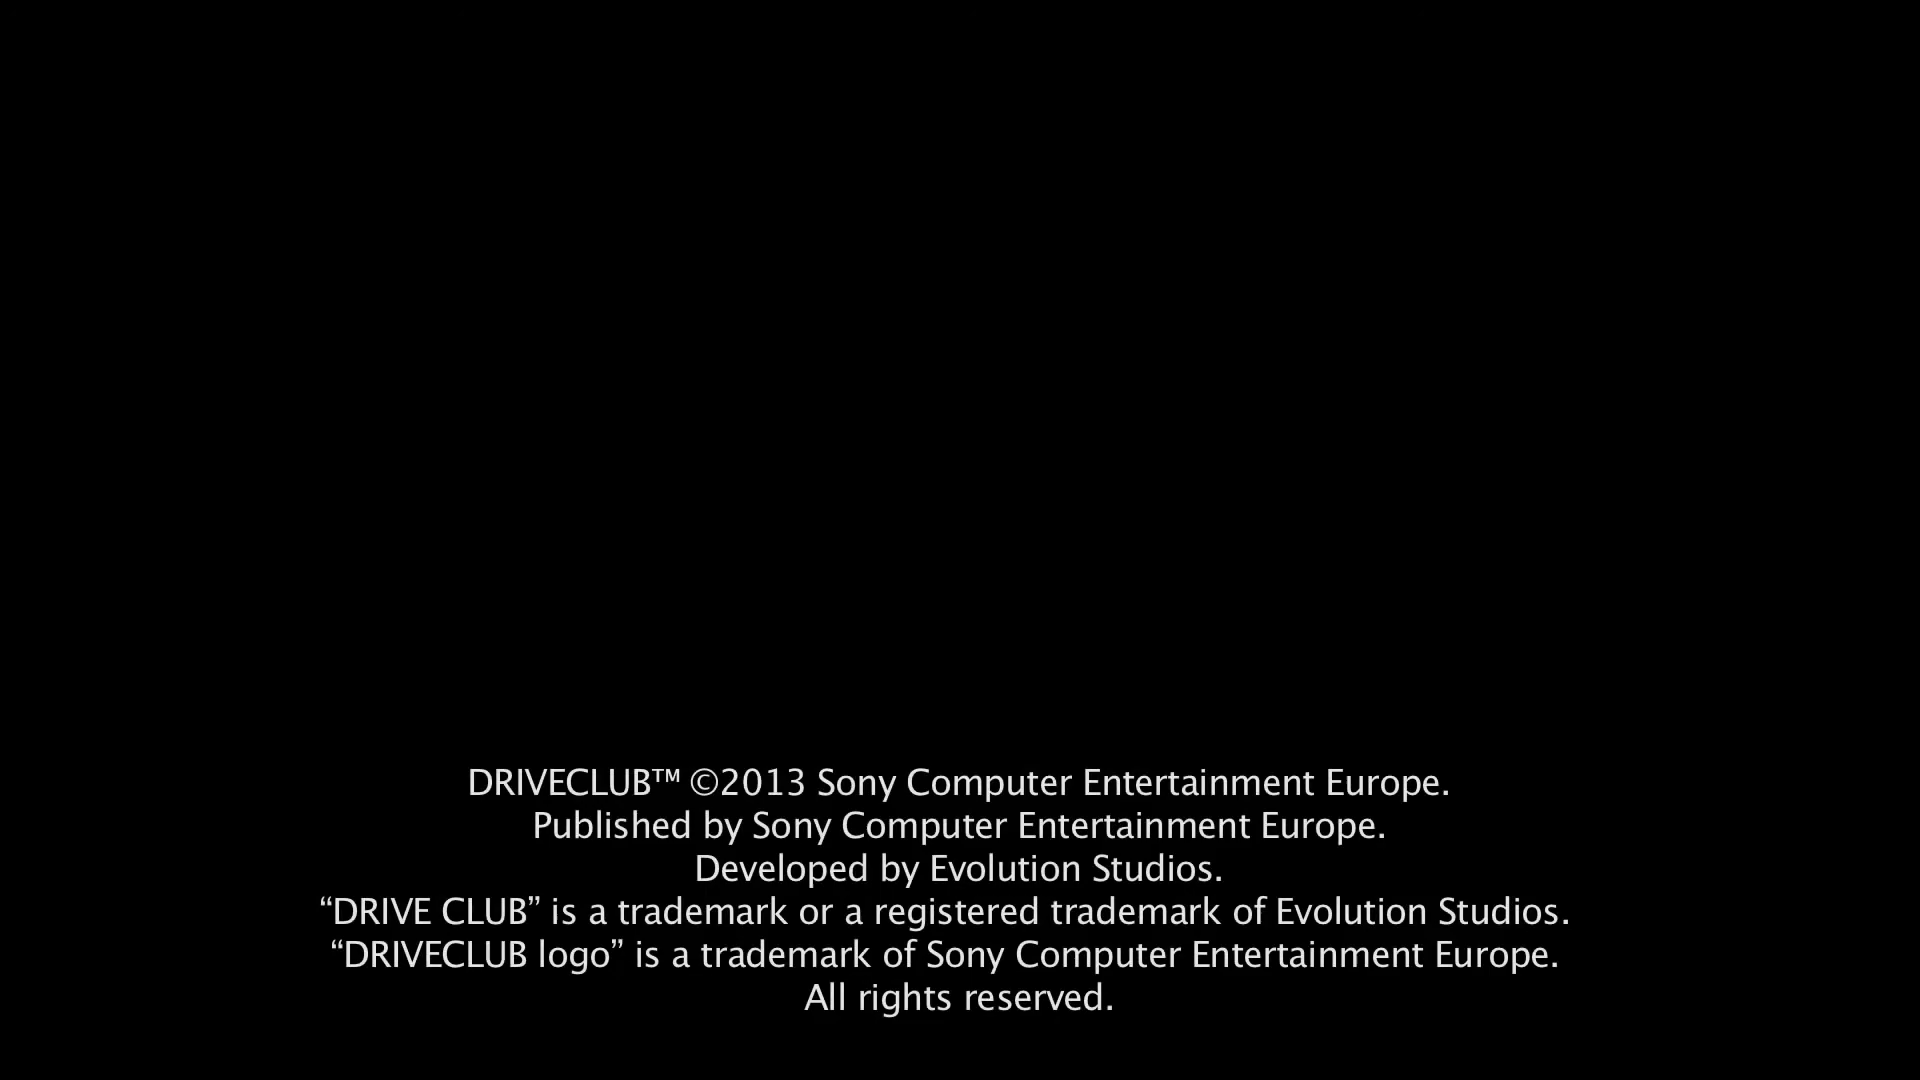 DRIVECLUB™ ©2013 Sony Computer Entertainment Europe.
Published by Sony Computer Entertainment Europe.
Developed by Evolution Studios.
“DRIVE CLUB” is a trademark or a registered trademark of Evolution Studios.
“DRIVECLUB logo” is a trademark of Sony Computer Entertainment Europe.
All rights reserved.